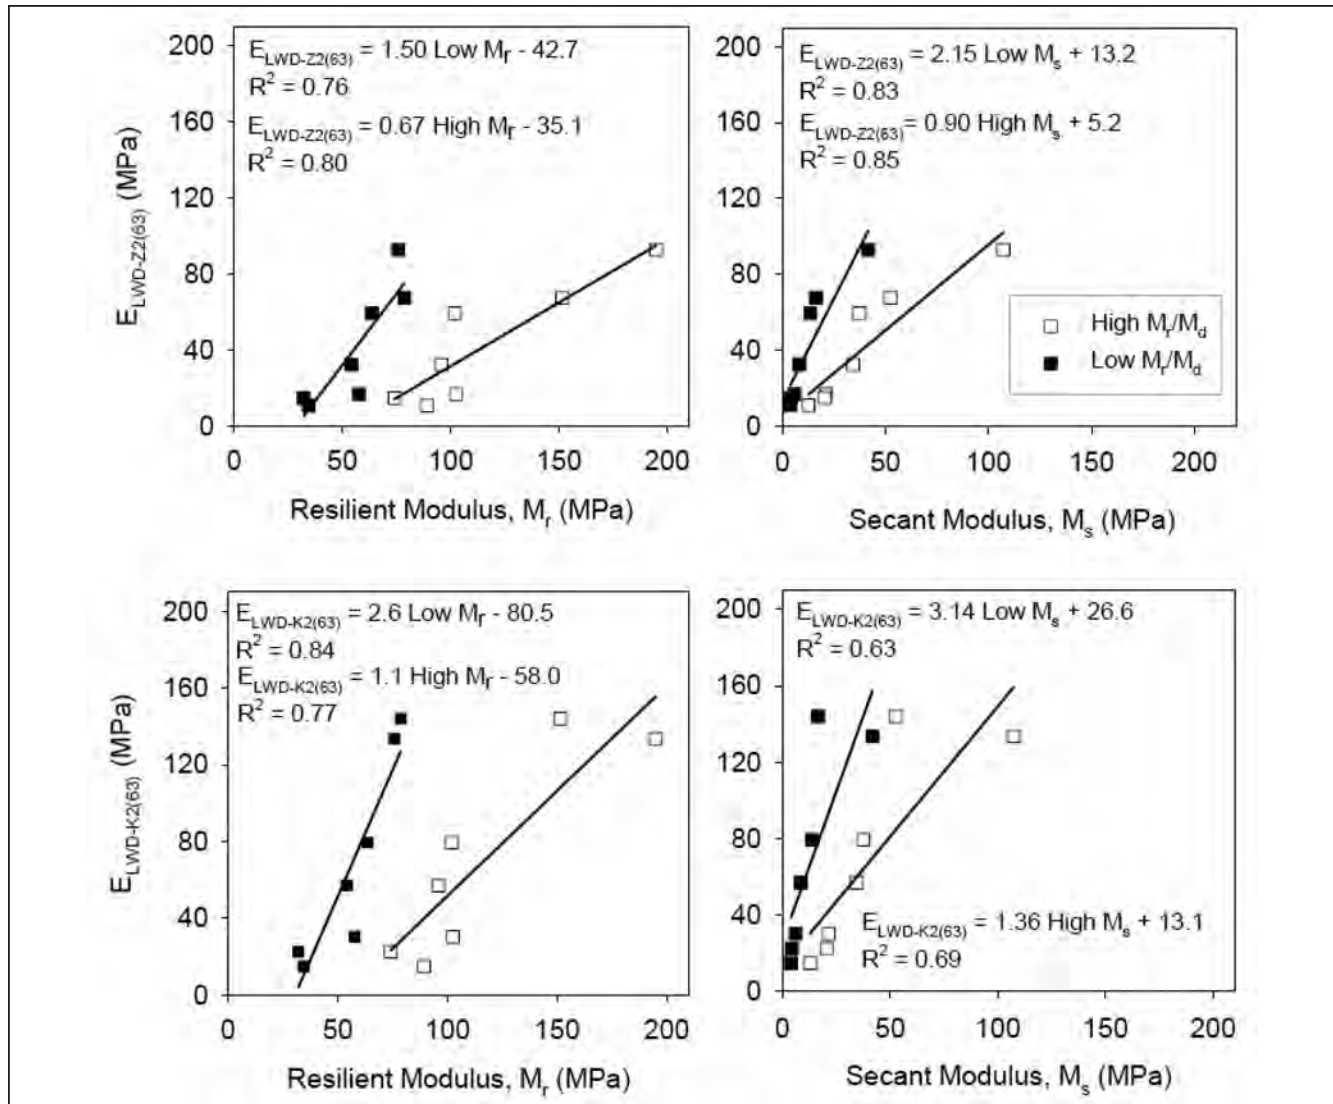 E_LWD-Z2(63) = 1.50 Low M_r - 42.7
R² = 0.76
E_LWD-Z2(63) = 0.67 High M_r - 35.1
R² = 0.80
E_LWD-Z2(63) (MPa)
200
160
120
80
40
0
0 50 100 150 200
Resilient Modulus, M_r (MPa)
E_LWD-Z2(63) = 2.15 Low M_s + 13.2
R² = 0.83
E_LWD-Z2(63) = 0.90 High M_s + 5.2
R² = 0.85
200
160
120
80
40
0
High M_r/M_d
Low M_r/M_d
0 50 100 150 200
Secant Modulus, M_s (MPa)
E_LWD-K2(63) = 2.6 Low M_r - 80.5
R² = 0.84
E_LWD-K2(63) = 1.1 High M_r - 58.0
R² = 0.77
E_LWD-K2(63) (MPa)
200
160
120
80
40
0
0 50 100 150 200
Resilient Modulus, M_r (MPa)
E_LWD-K2(63) = 3.14 Low M_s + 26.6
R² = 0.63
200
160
120
80
40
0
E_LWD-K2(63) = 1.36 High M_s + 13.1
R² = 0.69
0 50 100 150 200
Secant Modulus, M_s (MPa)